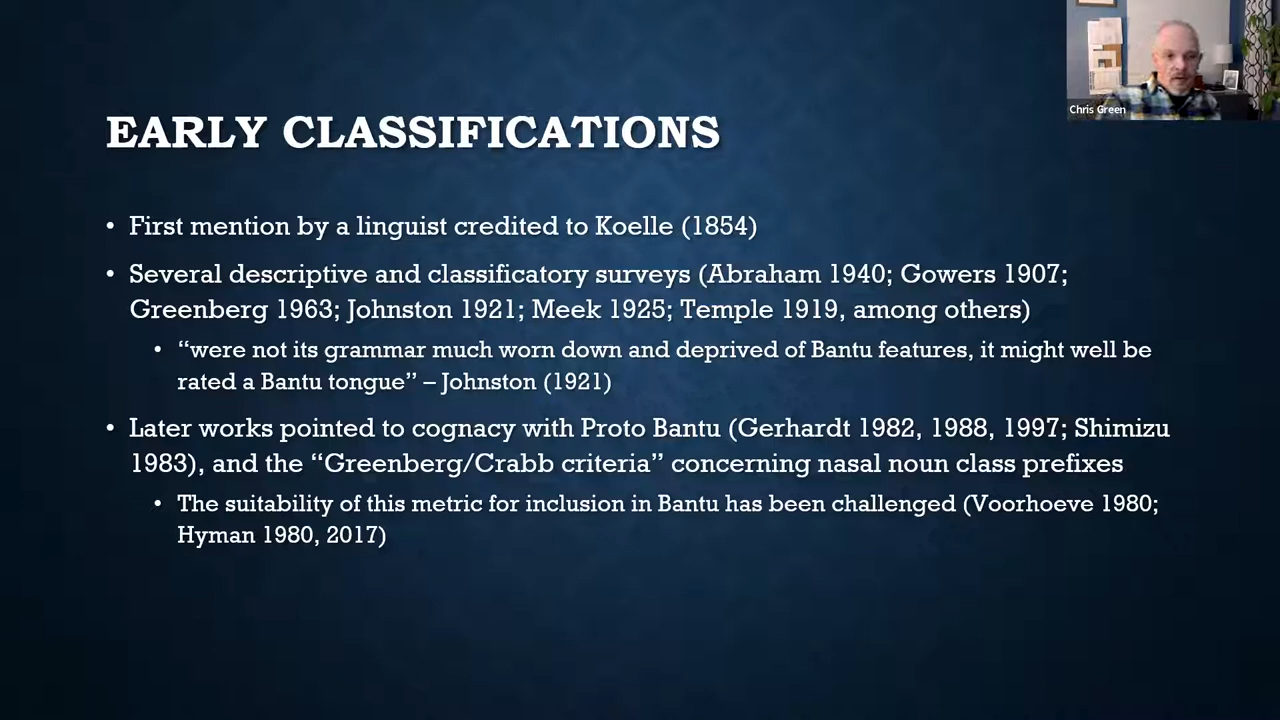 Chris Green
EARLY CLASSIFICATIONS
• First mention by a linguist credited to Koelle (1854)
• Several descriptive and classificatory surveys (Abraham 1940; Gowers 1907;
Greenberg 1963; Johnston 1921; Meek 1925; Temple 1919, among others)
• “were not its grammar much worn down and deprived of Bantu features, it might well be
rated a Bantu tongue” – Johnston (1921)
• Later works pointed to cognacy with Proto Bantu (Gerhardt 1982, 1988, 1997; Shimizu
1983), and the “Greenberg/Crabb criteria” concerning nasal noun class prefixes
• The suitability of this metric for inclusion in Bantu has been challenged (Voorhoeve 1980;
Hyman 1980, 2017)